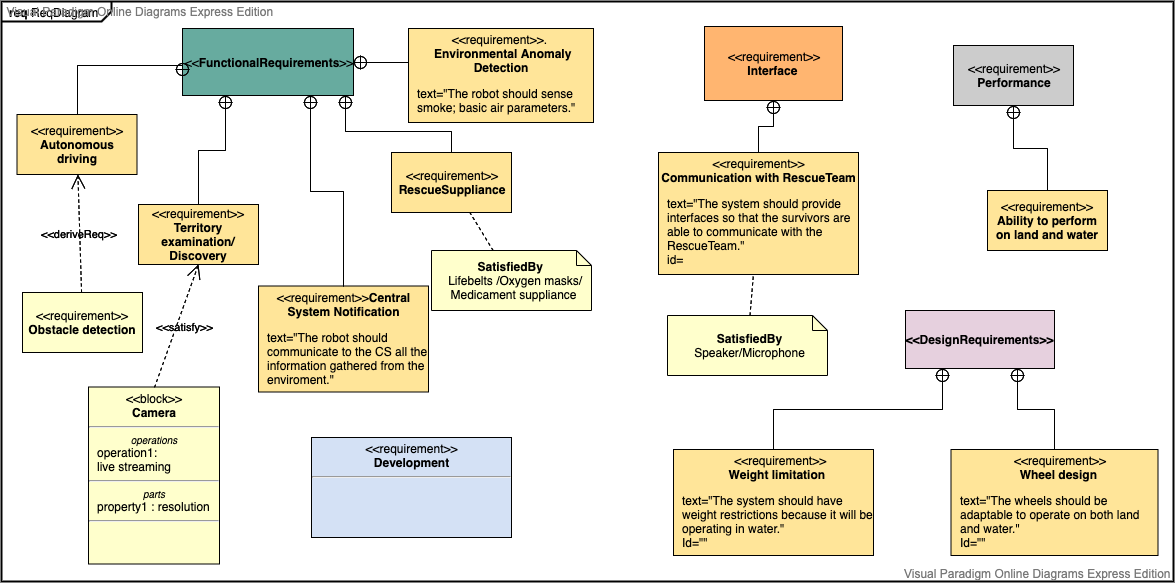 Visual Paradigm Online Diagrams Express Edition
req ReqDiagram
<<FunctionalRequirements>>
<<requirement>>.
Environmental Anomaly
Detection
text="The robot should sense
smoke; basic air parameters."
<<requirement>>
Interface
<<requirement>>
Performance
<<requirement>>
Autonomous
driving
<<requirement>>
RescueSuppliance
<<requirement>>
Communication with RescueTeam
text="The system should provide
interfaces so that the survivors are
able to communicate with the
RescueTeam."
id=
<<requirement>>
Ability to perform
on land and water
<<deriveReq>>
<<requirement>>
Territory
examination/
Discovery
SatisfiedBy
Lifebelts /Oxygen masks/
Medicament suppliance
<<requirement>>
Obstacle detection
<<satisfy>>
<<requirement>>Central
System Notification
text="The robot should
communicate to the CS all the
information gathered from the
enviroment."
SatisfiedBy
Speaker/Microphone
<<DesignRequirements>>
<<block>>
Camera
operations
operation1:
live streaming
parts
property1 : resolution
<<requirement>>
Development
<<requirement>>
Weight limitation
text="The system should have
weight restrictions because it will be
operating in water."
Id=""
<<requirement>>
Wheel design
text="The wheels should be
adaptable to operate on both land
and water."
Id=""
Visual Paradigm Online Diagrams Express Edition